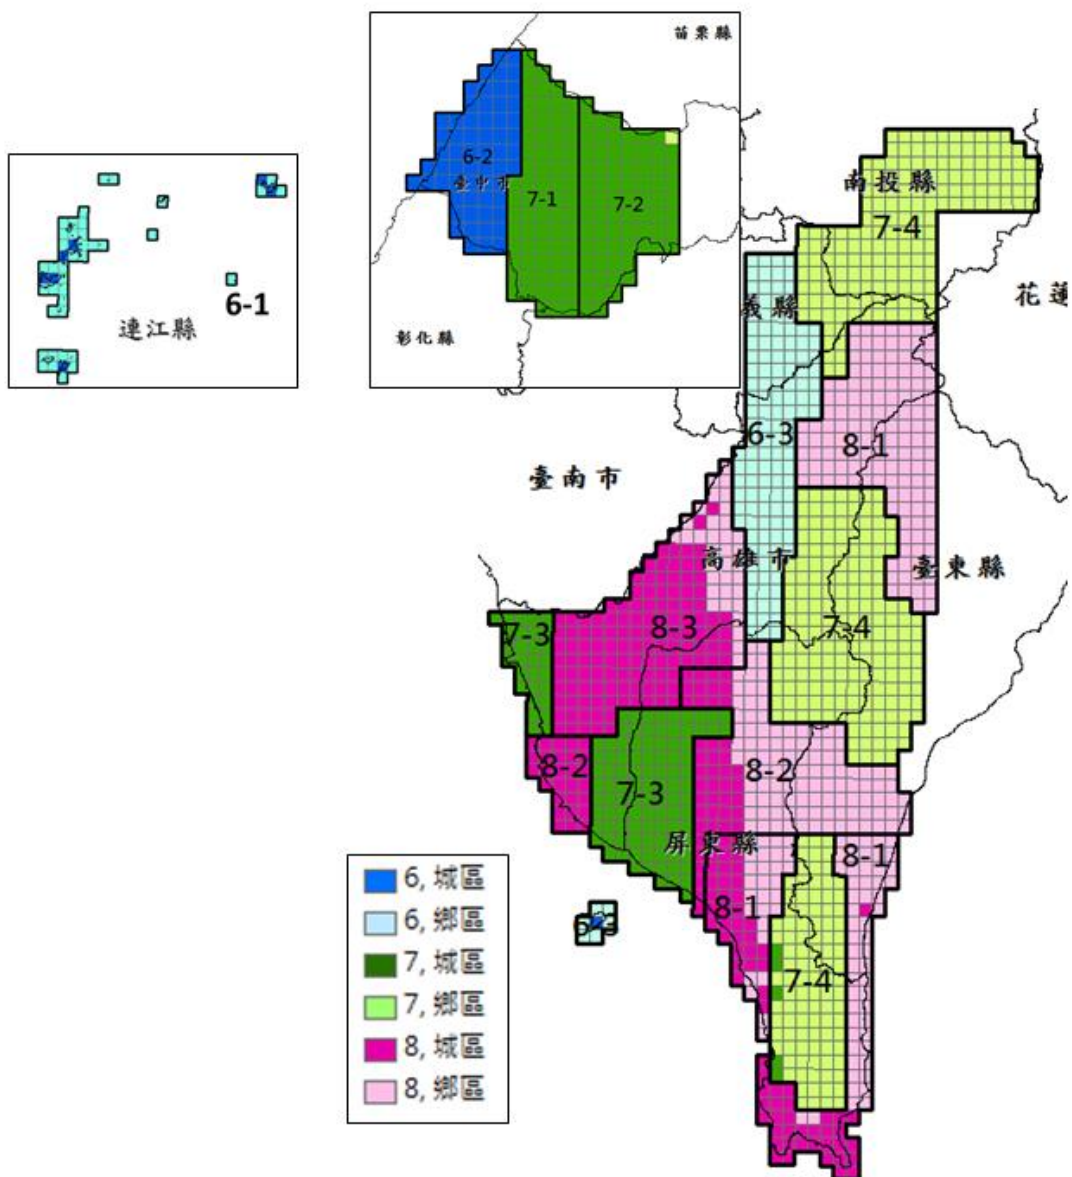 苗栗縣
6-2
臺中市
7-1
7-2
彰化縣
6-1
連江縣
南投縣
7-4
花蓮
義縣
6-3
8-1
臺南市
高雄市
臺東縣
7-3
8-3
7-4
8-2
7-3
8-2
屏東縣
8-1
8-1
7-4
6, 城區
6, 鄉區
7, 城區
7, 鄉區
8, 城區
8, 鄉區